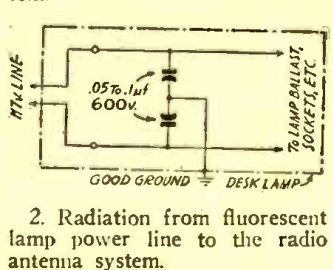 117V LINE
.05 To .1µf
600v.
TO LAMP BALLAST,
SOCKETS, ETC.
GOOD GROUND
DESK LAMP
2. Radiation from fluorescent
lamp power line to the radio
antenna system.